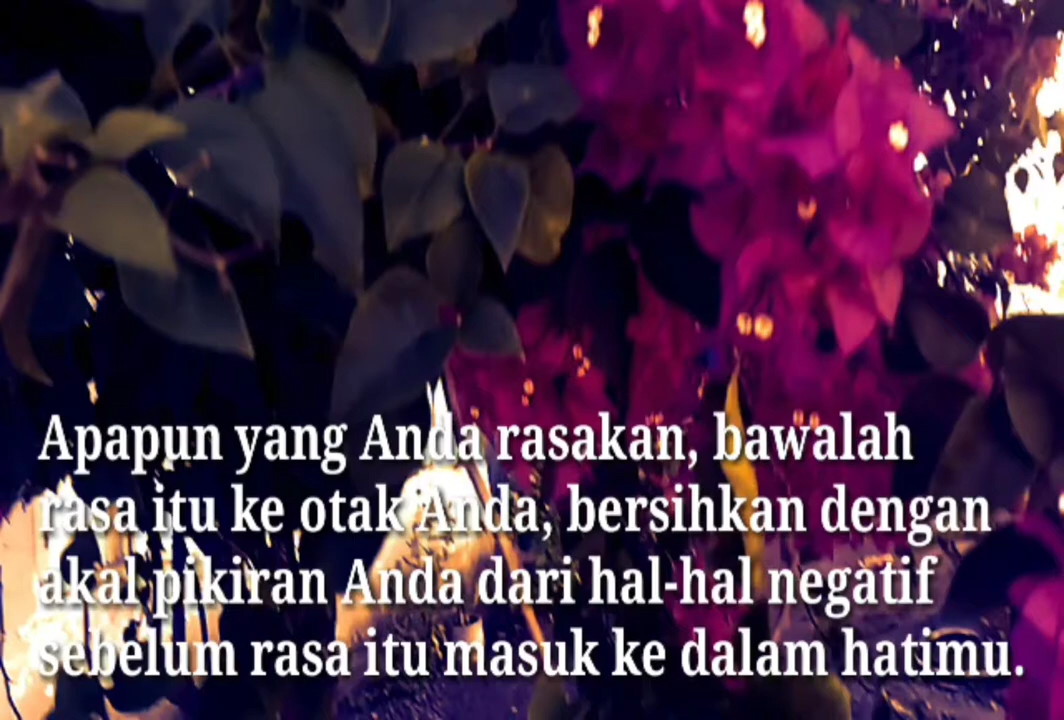 Apapun yang Anda rasakan, bawalah
rasa itu ke otak Anda, bersihkan dengan
akal pikiran Anda dari hal-hal negatif
sebelum rasa itu masuk ke dalam hatimu.